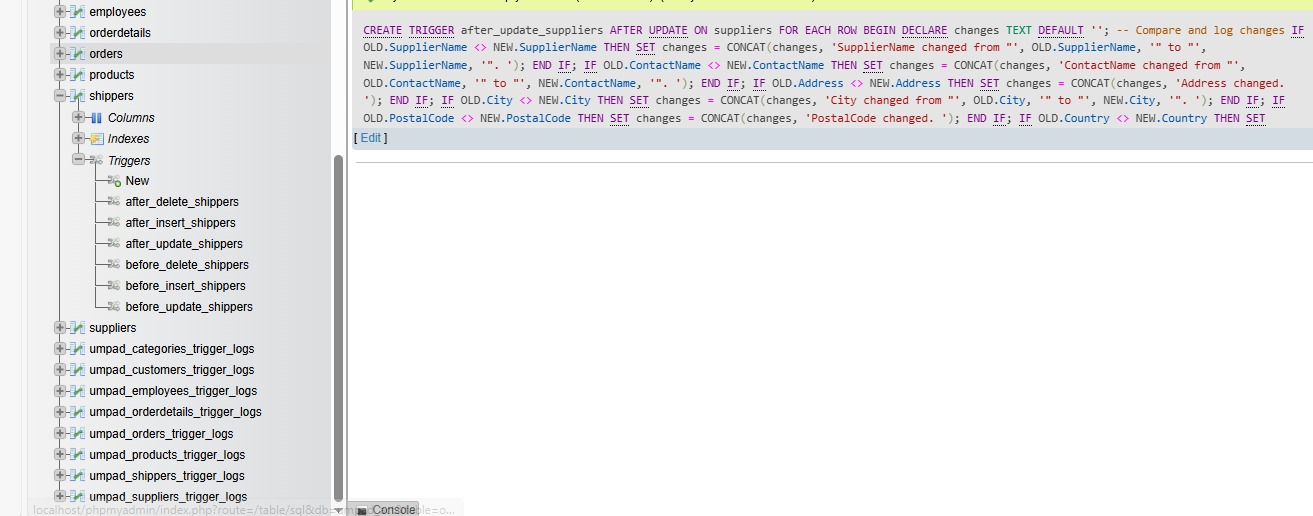 employees
orderdetails
orders
products
shippers
Columns
Indexes
Triggers
New
after_delete_shippers
after_insert_shippers
after_update_shippers
before_delete_shippers
before_insert_shippers
before_update_shippers
suppliers
umpad_categories_trigger_logs
umpad_customers_trigger_logs
umpad_employees_trigger_logs
umpad_orderdetails_trigger_logs
umpad_orders_trigger_logs
umpad_products_trigger_logs
umpad_shippers_trigger_logs
umpad_suppliers_trigger_logs
CREATE TRIGGER after_update_suppliers AFTER UPDATE ON suppliers FOR EACH ROW BEGIN DECLARE changes TEXT DEFAULT ''; -- Compare and log changes IF
OLD.SupplierName <> NEW.SupplierName THEN SET changes = CONCAT(changes, 'SupplierName changed from "', OLD.SupplierName, '" to "',
NEW.SupplierName, '". '); END IF; IF OLD.ContactName <> NEW.ContactName THEN SET changes = CONCAT(changes, 'ContactName changed from "',
OLD.ContactName, '" to "', NEW.ContactName, '". '); END IF; IF OLD.Address <> NEW.Address THEN SET changes = CONCAT(changes, 'Address changed.
'); END IF; IF OLD.City <> NEW.City THEN SET changes = CONCAT(changes, 'City changed from "', OLD.City, '" to "', NEW.City, '". '); END IF; IF
OLD.PostalCode <> NEW.PostalCode THEN SET changes = CONCAT(changes, 'PostalCode changed. '); END IF; IF OLD.Country <> NEW.Country THEN SET
[ Edit ]
localhost/phpmyadmin/index.php?route=/table/sql&db=
Console